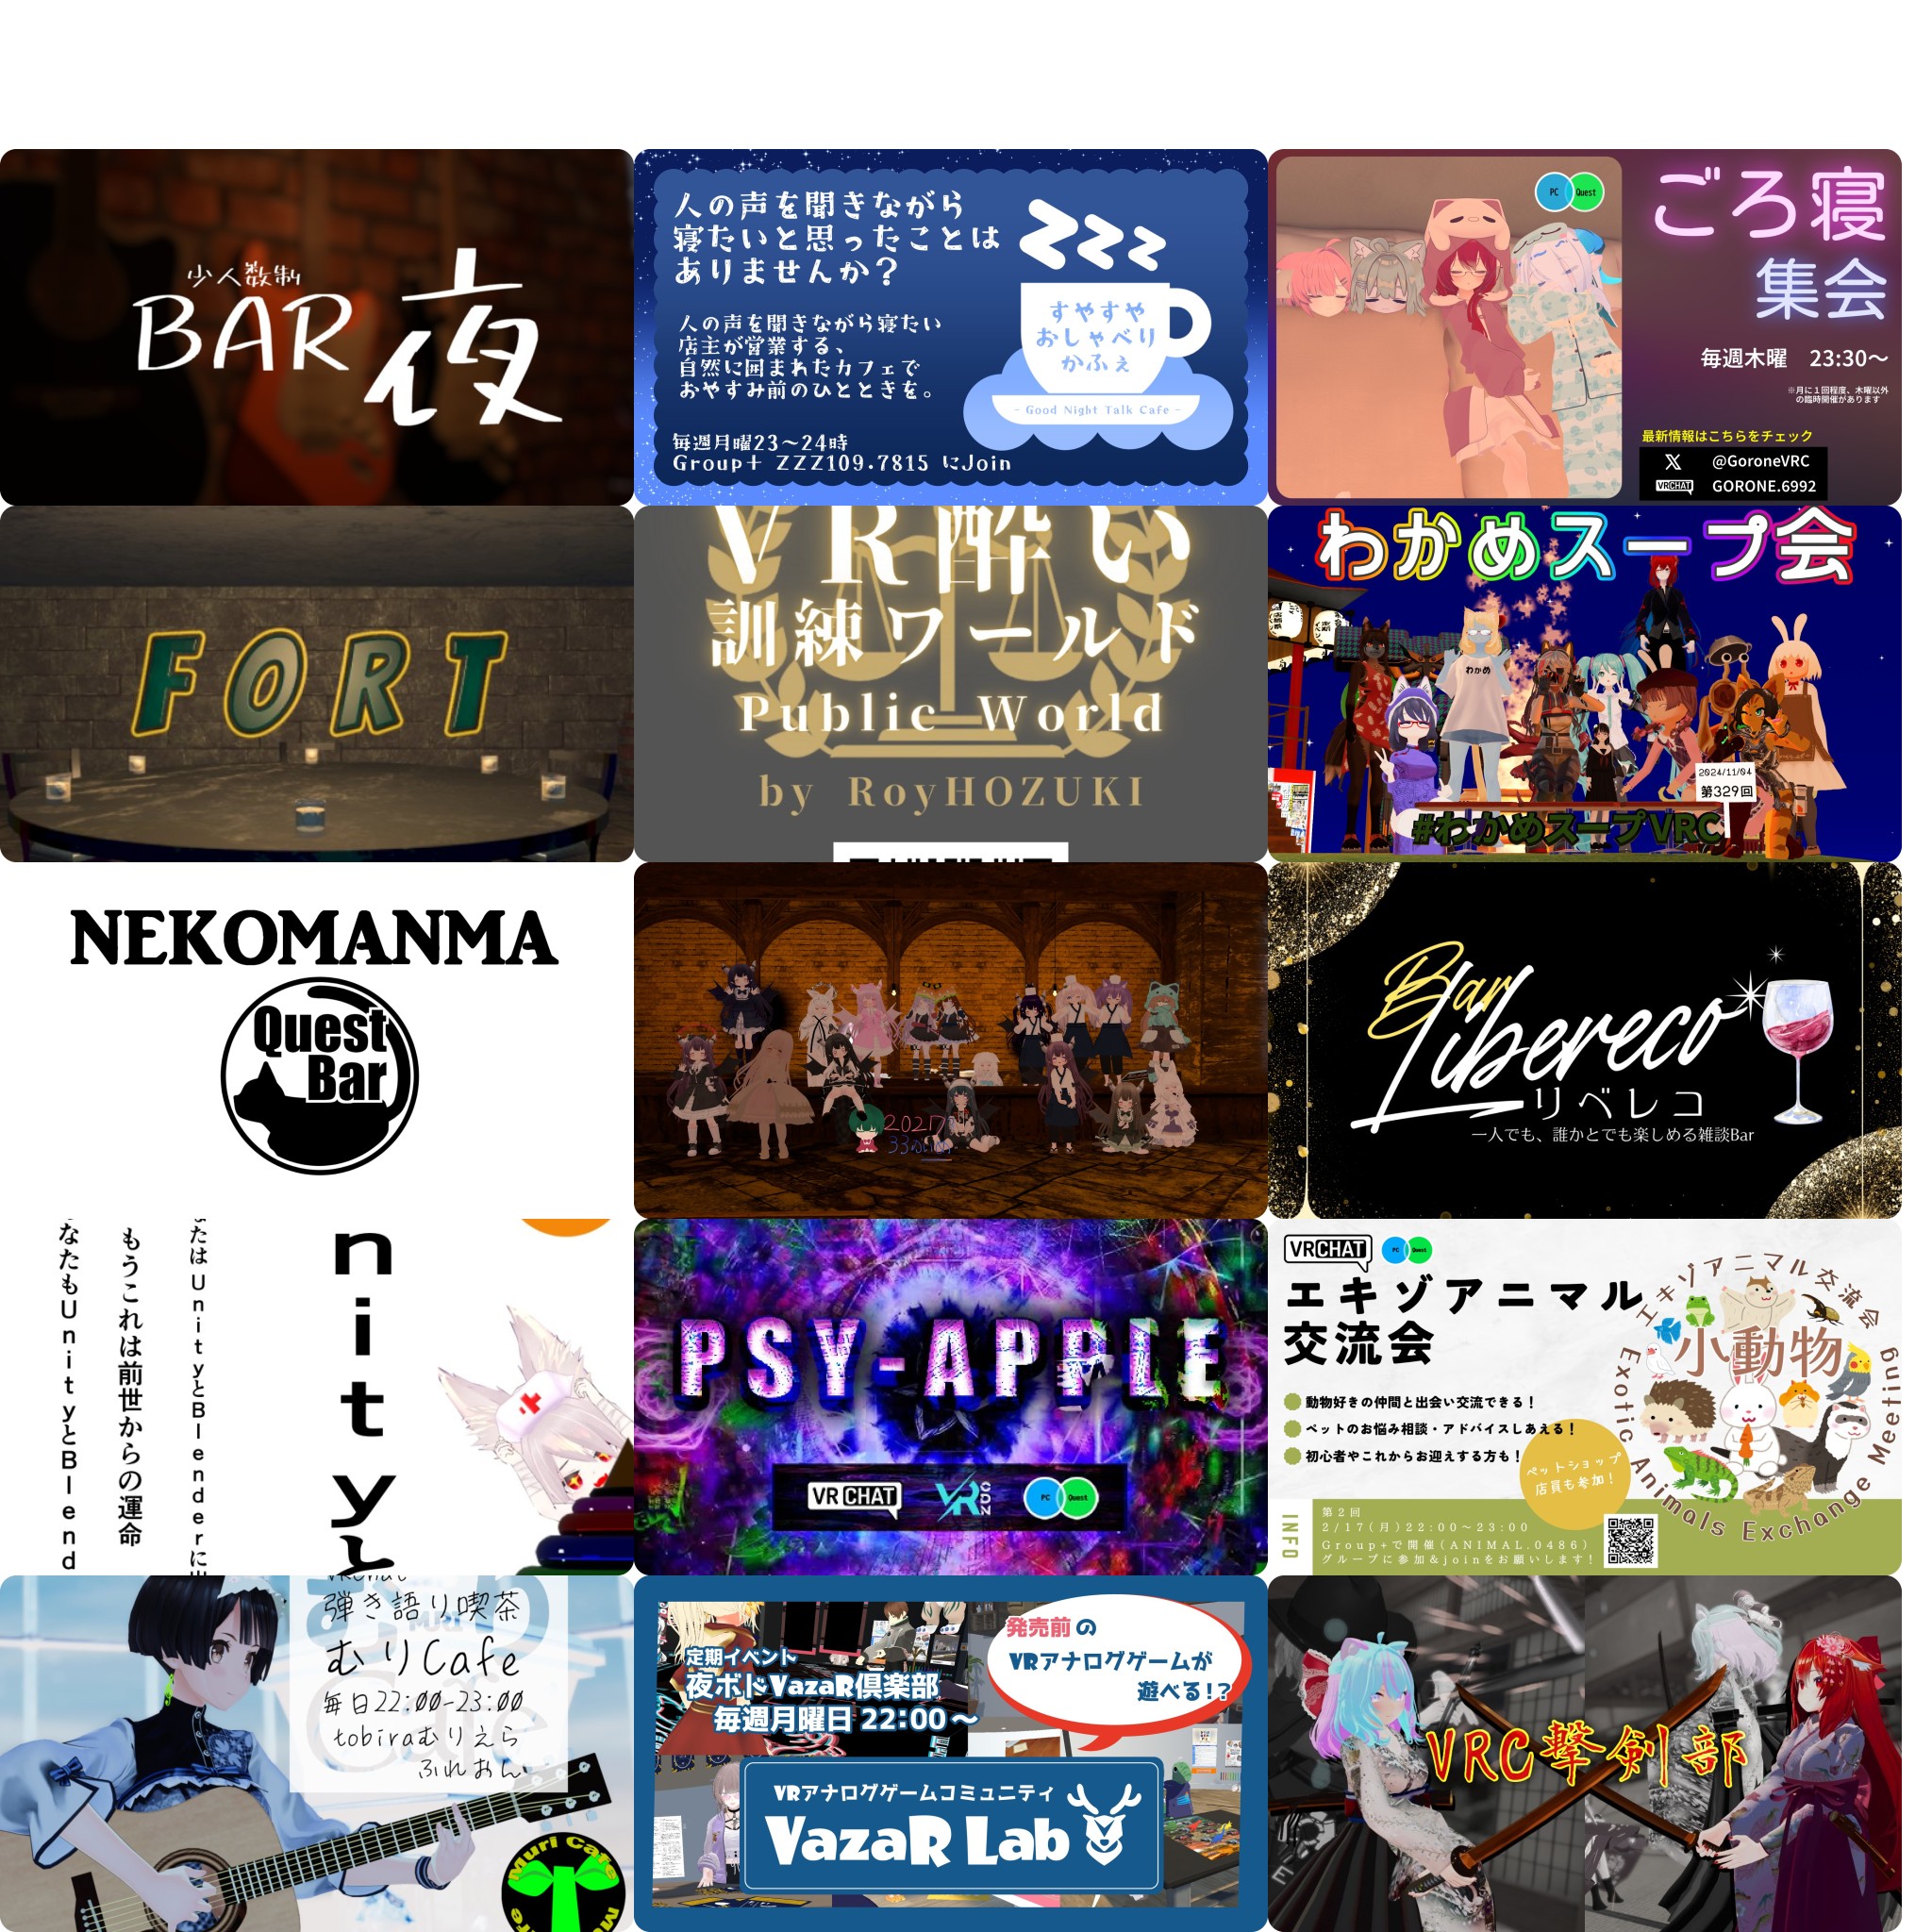 少人数制
BAR 夜
人の声を聞きながら
寝たいと思ったことは
ありませんか?
人の声を聞きながら寝たい
店主が営業する、
自然に囲まれたカフェで
おやすみ前のひとときを。
毎週月曜23〜24時
Group+ ZZZ109.7815 にJoin
ZZZ
すやすや
おしゃべり
かふぇ
- Good Night Talk Cafe -
PC Quest
ごろ寝
集会
毎週木曜 23:30〜
※月に1回程度、木曜以外
の臨時開催があります
最新情報はこちらをチェック
X @GoroneVRC
VRCHAT GORONE.6992
FORT
VR酔い
訓練ワールド
Public World
by RoyHOZUKI
わかめスープ会
わかめ
2024/11/04
第329回
#わかめスープVRC
NEKOMANMA
Quest
Bar
Bar
Libereco
リベレコ
一人でも、誰かとでも楽しめる雑談Bar
なたもUnityとBlend
もうこれは前世からの運命
たは UnityとBlenderに
nityと
PSY-APPLE
VRCHAT
PC Quest
VRCHAT PC Quest
エキゾアニマル
交流会
動物好きの仲間と出会い交流できる!
ペットのお悩み相談・アドバイスしあえる!
初心者やこれからお迎えする方も!
ペットショップ
店員も参加!
エキゾアニマル交流会
小動物
Exotic Animals Exchange Meeting
INFO
第2回
2/17(月)22:00〜23:00
Group+で開催(ANIMAL.0486)
グループに参加&joinをお願いします!
弾き語り喫茶
むりCafe
毎日22:00-23:00
tobiraむりえら
ふれおん
Muri Cafe
定期イベント
夜ボドVazaR倶楽部
毎週月曜日 22:00〜
発売前の
VRアナログゲームが
遊べる!?
VRアナログゲームコミュニティ
VazaR Lab
VRC撃剣部